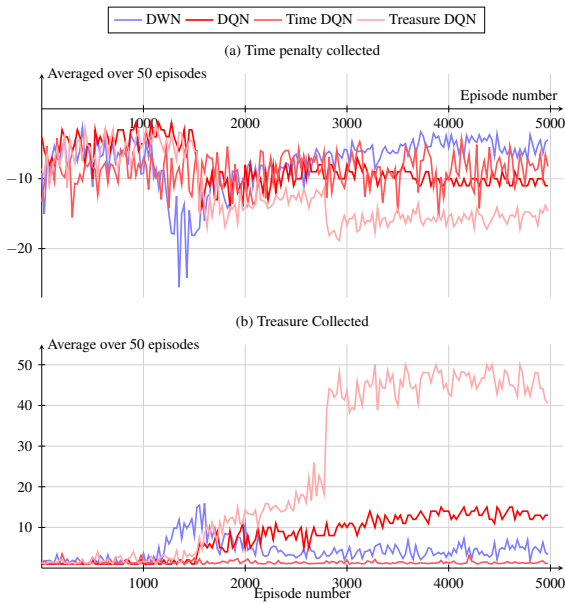 DWN DQN Time DQN Treasure DQN
(a) Time penalty collected
Averaged over 50 episodes
Episode number
1000 2000 3000 4000 5000
−10
−20
(b) Treasure Collected
Average over 50 episodes
50
40
30
20
10
1000 2000 3000 4000 5000
Episode number